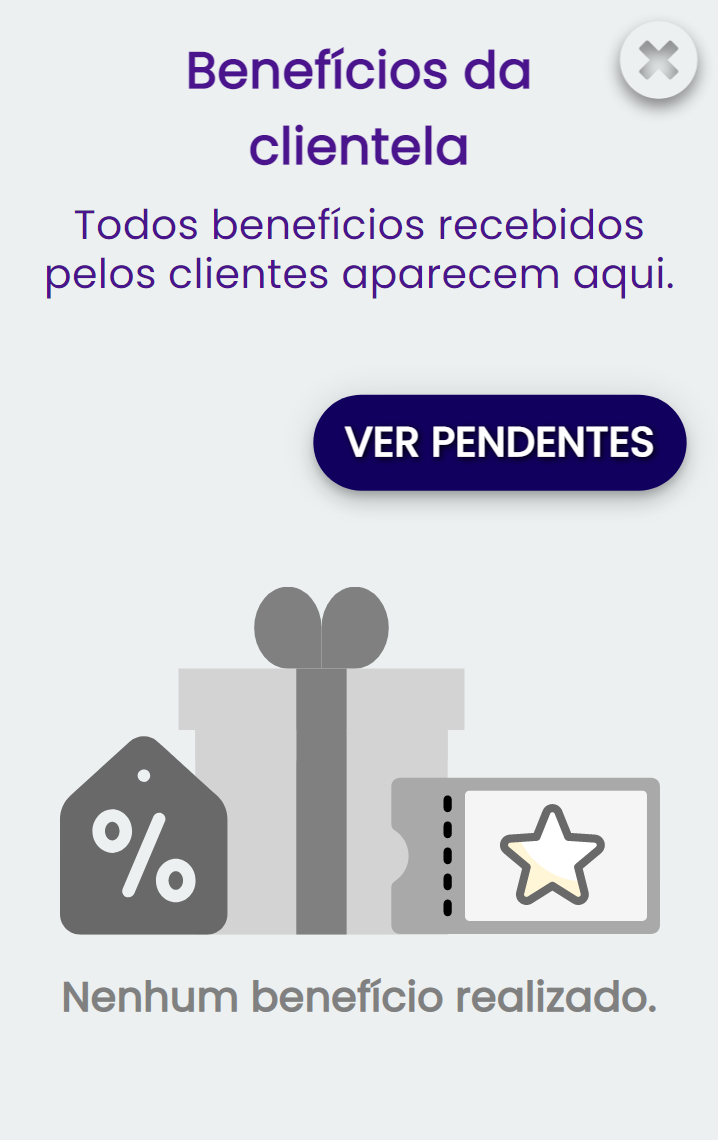 Benefícios da
clientela
Todos benefícios recebidos
pelos clientes aparecem aqui.
VER PENDENTES
%
Nenhum benefício realizado.